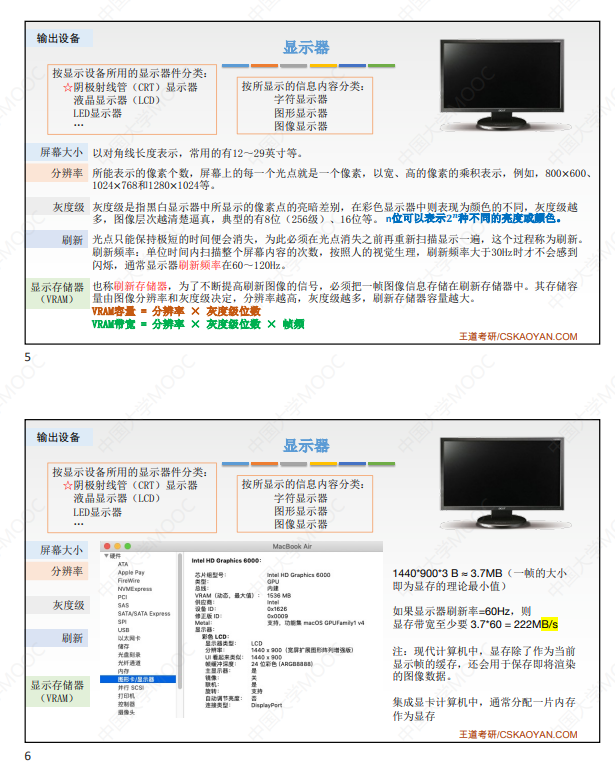 输出设备
显示器
按显示设备所用的显示器件分类:
☆阴极射线管(CRT)显示器
液晶显示器(LCD)
LED显示器
…
按所显示的信息内容分类:
字符显示器
图形显示器
图像显示器
屏幕大小 以对角线长度表示,常用的有12~29英寸等。
分辨率 所能表示的像素个数,屏幕上的每一个光点就是一个像素,以宽、高的像素的乘积表示,例如,800×600、
1024×768和1280×1024等。
灰度级 灰度级是指黑白显示器中所显示的像素点的亮暗差别,在彩色显示器中则表现为颜色的不同,灰度级越
多,图像层次越清楚逼真,典型的有8位(256级)、16位等。 n位可以表示2ⁿ种不同的亮度或颜色。
刷新 光点只能保持极短的时间便会消失,为此必须在光点消失之前再重新扫描显示一遍,这个过程称为刷新。
刷新频率:单位时间内扫描整个屏幕内容的次数,按照人的视觉生理,刷新频率大于30Hz时才不会感到
闪烁,通常显示器刷新频率在60~120Hz。
显示存储器 也称刷新存储器,为了不断提高刷新图像的信号,必须把一帧图像信息存储在刷新存储器中。其存储容
(VRAM) 量由图像分辨率和灰度级决定,分辨率越高,灰度级越多,刷新存储器容量越大。
VRAM容量 = 分辨率 × 灰度级位数
VRAM带宽 = 分辨率 × 灰度级位数 × 帧频
王道考研/CSKAOYAN.COM
5
输出设备
显示器
按显示设备所用的显示器件分类:
☆阴极射线管(CRT)显示器
液晶显示器(LCD)
LED显示器
…
按所显示的信息内容分类:
字符显示器
图形显示器
图像显示器
屏幕大小
分辨率
灰度级
刷新
显示存储器
(VRAM)
MacBook Air
▼硬件
ATA
Apple Pay
FireWire
NVMExpress
PCI
SAS
SATA/SATA Express
SPI
USB
以太网卡
储存
光盘刻录
光纤通道
内存
图形卡/显示器
并行 SCSI
打印机
控制器
摄像头
Intel HD Graphics 6000:
芯片组型号: Intel HD Graphics 6000
类型: GPU
总线: 内建
VRAM(动态、最大值): 1536 MB
供应商: Intel
设备 ID: 0x1626
修正版 ID: 0x0009
Metal: 支持,功能集 macOS GPUFamily1 v4
显示器:
彩色 LCD:
显示器类型: LCD
分辨率: 1440 x 900(宽屏扩展图形阵列增强版)
UI 看起来类似: 1440 x 900
帧缓冲深度: 24 位彩色 (ARGB8888)
主显示器: 是
镜像: 关
联机: 是
旋转: 支持
自动调节亮度: 否
连接类型: DisplayPort
1440*900*3 B ≈ 3.7MB(一帧的大小
即为显存的理论最小值)
如果显示器刷新率=60Hz,则
显存带宽至少要 3.7*60 = 222MB/s
注:现代计算机中,显存除了作为当前
显示帧的缓存,还会用于保存即将渲染
的图像数据。
集成显卡计算机中,通常分配一片内存
作为显存
王道考研/CSKAOYAN.COM
6